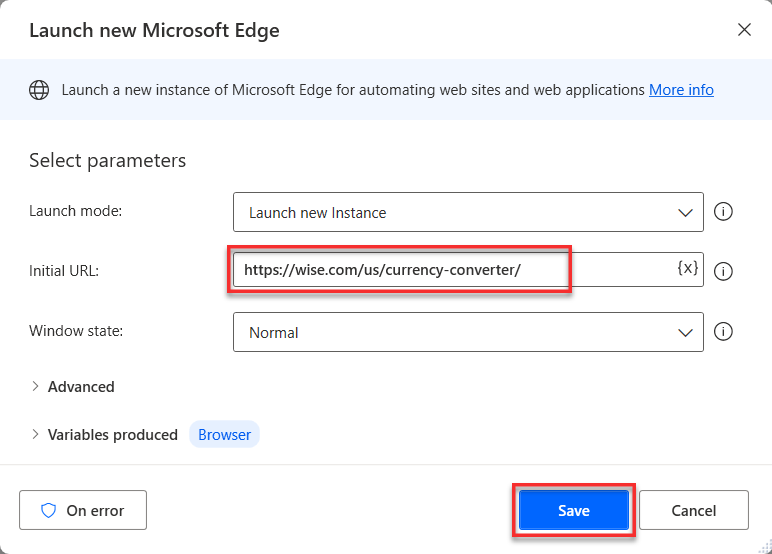 Launch new Microsoft Edge
Launch a new instance of Microsoft Edge for automating web sites and web applications More info
Select parameters
Launch mode:
Launch new Instance
Initial URL:
https://wise.com/us/currency-converter/
{x}
Window state:
Normal
Advanced
Variables produced Browser
On error
Save
Cancel